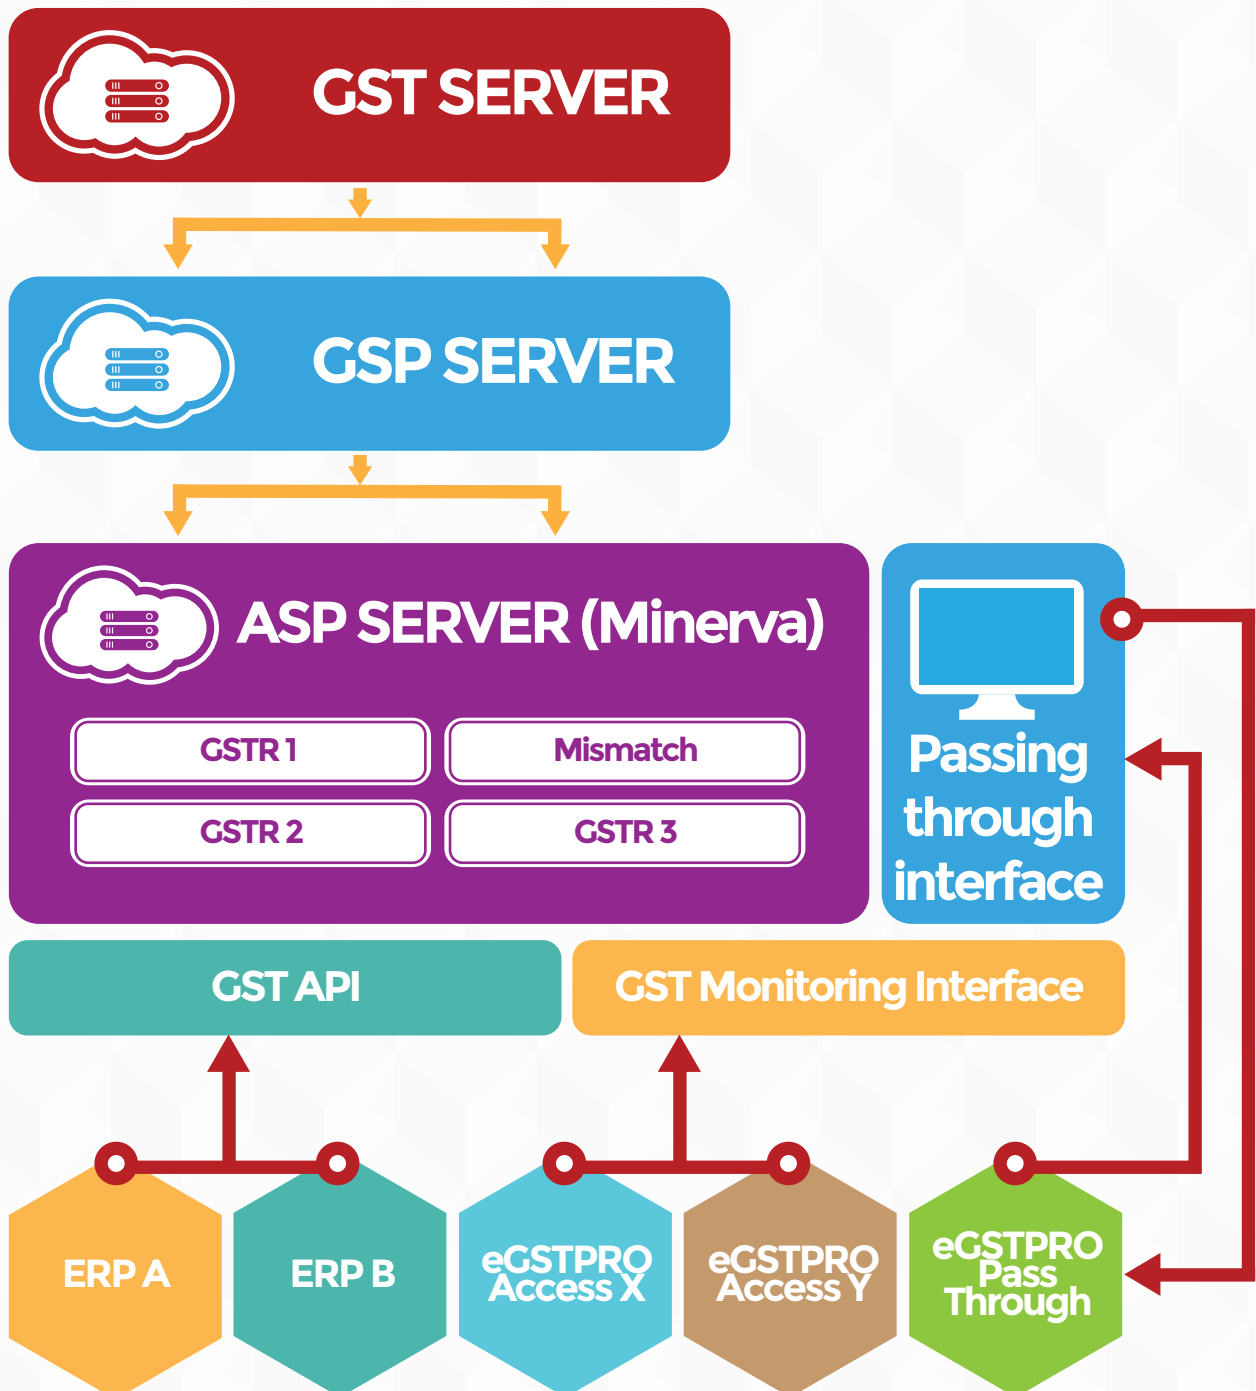 GST SERVER
GSP SERVER
ASP SERVER (Minerva)
GSTR 1
Mismatch
GSTR 2
GSTR 3
Passing
through
interface
GST API
GST Monitoring Interface
ERP A
ERP B
eGSTPRO
Access X
eGSTPRO
Access Y
eGSTPRO
Pass
Through